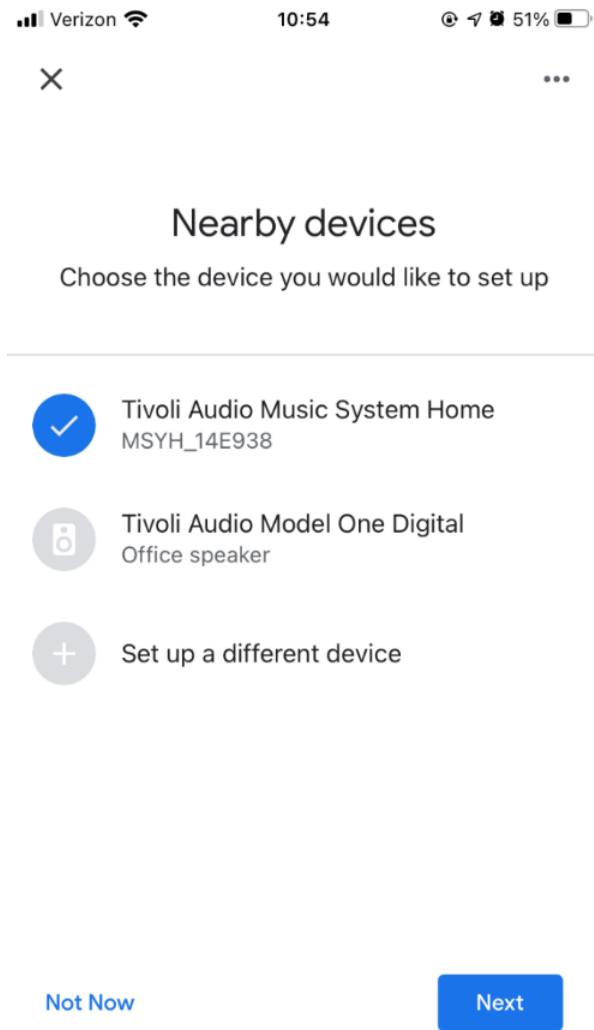 Verizon 10:54 51%
Nearby devices
Choose the device you would like to set up
Tivoli Audio Music System Home
MSYH_14E938
Tivoli Audio Model One Digital
Office speaker
Set up a different device
Not Now Next